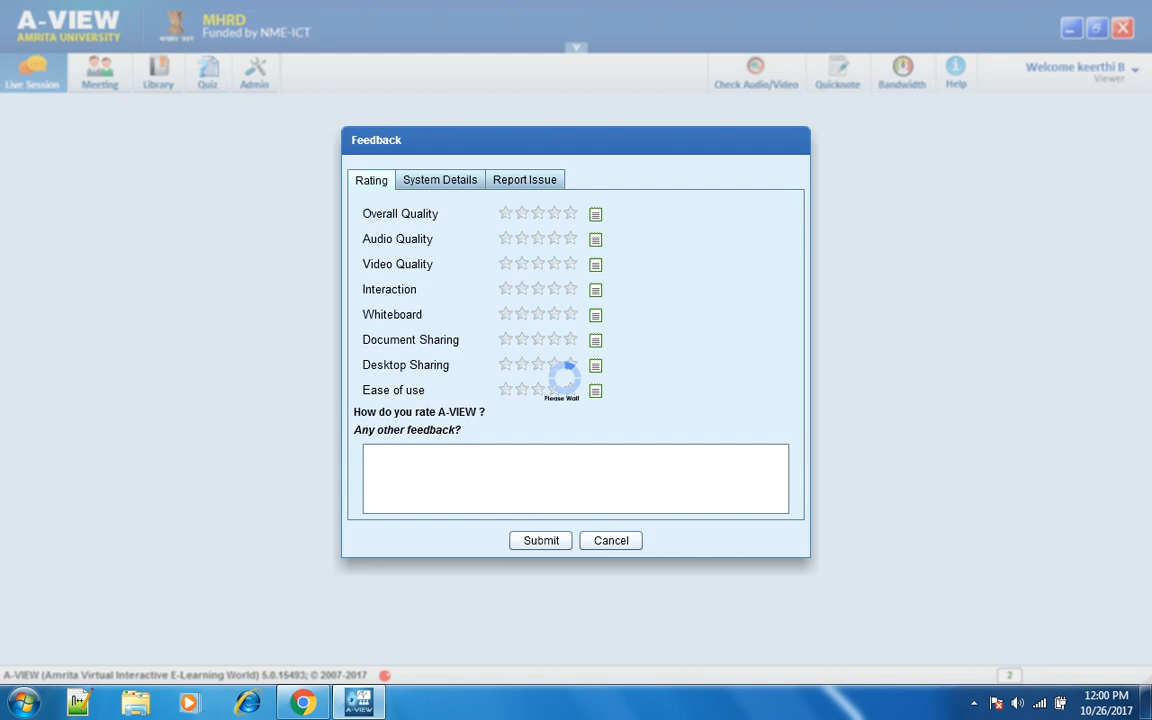 A-VIEW
AMRITA UNIVERSITY
MHRD
Funded by NME-ICT
Live Session
Meeting
Library
Quiz
Admin
Check Audio/Video
Quicknote
Bandwidth
Help
Welcome keerthi B
Viewer
Feedback
Rating
System Details
Report Issue
Overall Quality
Audio Quality
Video Quality
Interaction
Whiteboard
Document Sharing
Desktop Sharing
Ease of use
Please Wait
How do you rate A-VIEW ?
Any other feedback?
Submit
Cancel
A-VIEW (Amrita Virtual Interactive E-Learning World) 5.0.15493; © 2007-2017
2
n++
A-VIEW
12:00 PM
10/26/2017